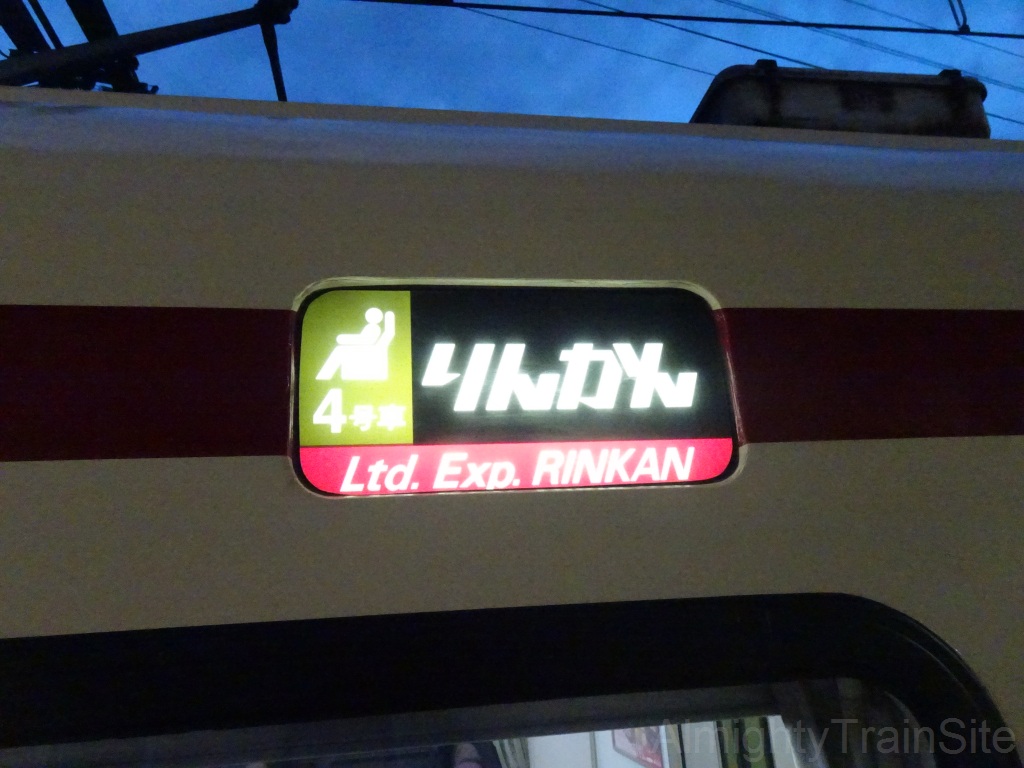 りんかん
4号車
Ltd. Exp. RINKAN
AlmightyTrainSite